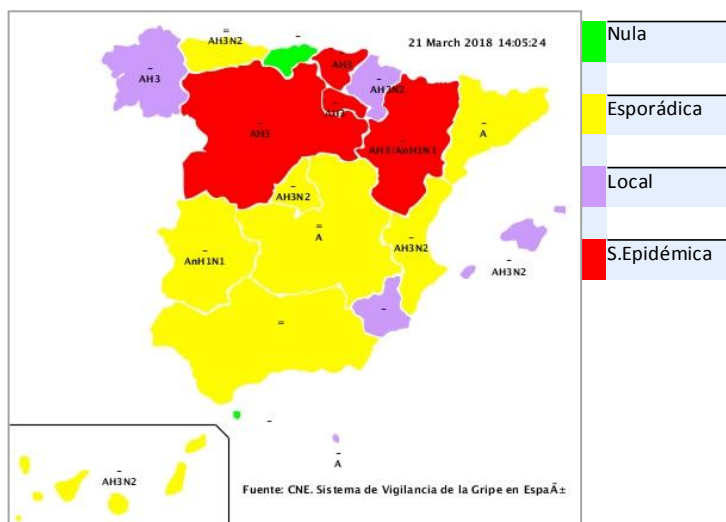 =
AH3N2
–
21 March 2018 14:05:24
–
AH3
–
AH3
–
AH3N2
–
AH3
–
–
AH3/AnH1N1
–
A
–
AH3N2
=
A
–
AH3N2
–
AnH1N1
–
AH3N2
–
=
–
–
A
–
AH3N2
Fuente: CNE. Sistema de Vigilancia de la Gripe en EspaÃ±
Nula
Esporádica
Local
S.Epidémica